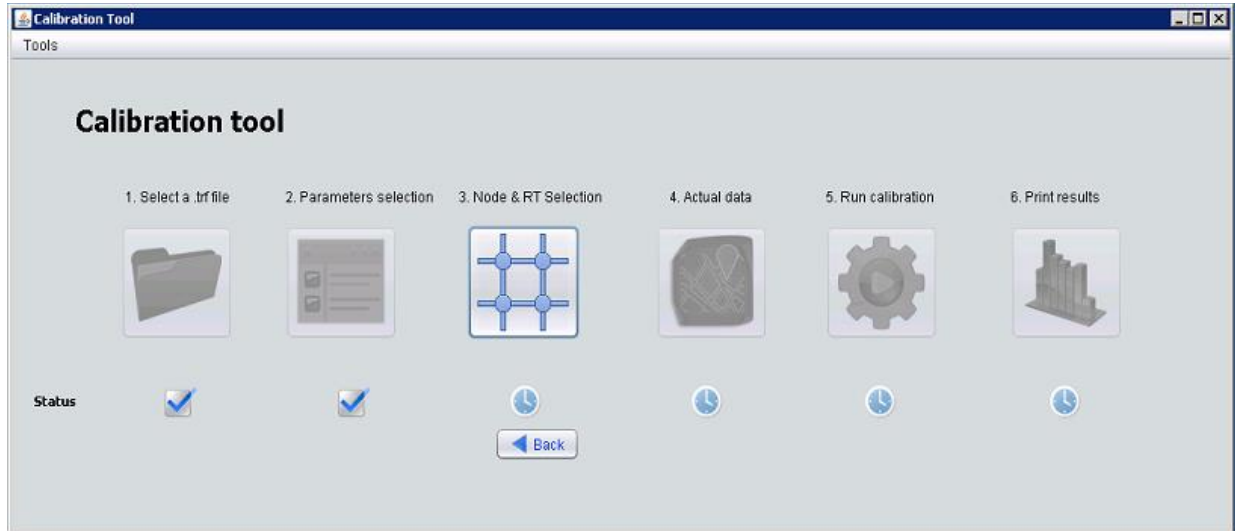 Calibration Tool
Tools
Calibration tool
1. Select a .trf file
2. Parameters selection
3. Node & RT Selection
4. Actual data
5. Run calibration
6. Print results
Status
Back